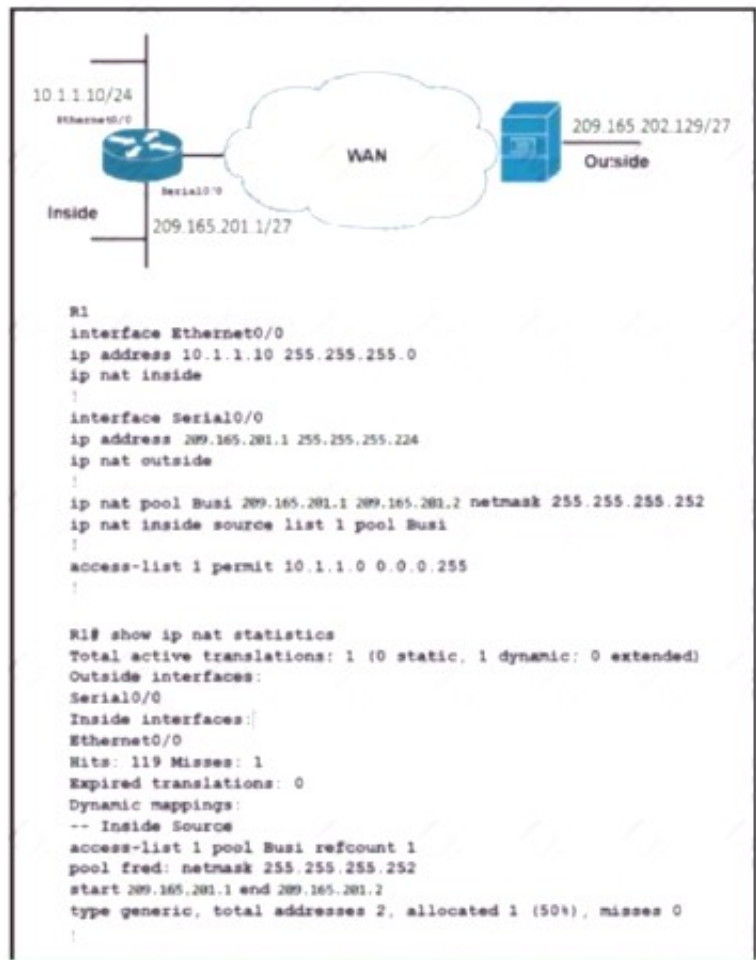 10.1.1.10/24
Ethernet0/0
WAN
209.165.202.129/27
Outside
Serial0/0
Inside
209.165.201.1/27
R1
interface Ethernet0/0
ip address 10.1.1.10 255.255.255.0
ip nat inside
!
interface Serial0/0
ip address 209.165.201.1 255.255.255.224
ip nat outside
!
ip nat pool Busi 209.165.201.1 209.165.201.2 netmask 255.255.255.252
ip nat inside source list 1 pool Busi
!
access-list 1 permit 10.1.1.0 0.0.0.255
!
R1# show ip nat statistics
Total active translations: 1 (0 static, 1 dynamic; 0 extended)
Outside interfaces:
Serial0/0
Inside interfaces:
Ethernet0/0
Hits: 119 Misses: 1
Expired translations: 0
Dynamic mappings:
-- Inside Source
access-list 1 pool Busi refcount 1
pool fred: netmask 255.255.255.252
start 209.165.201.1 end 209.165.201.2
type generic, total addresses 2, allocated 1 (50%), misses 0
!